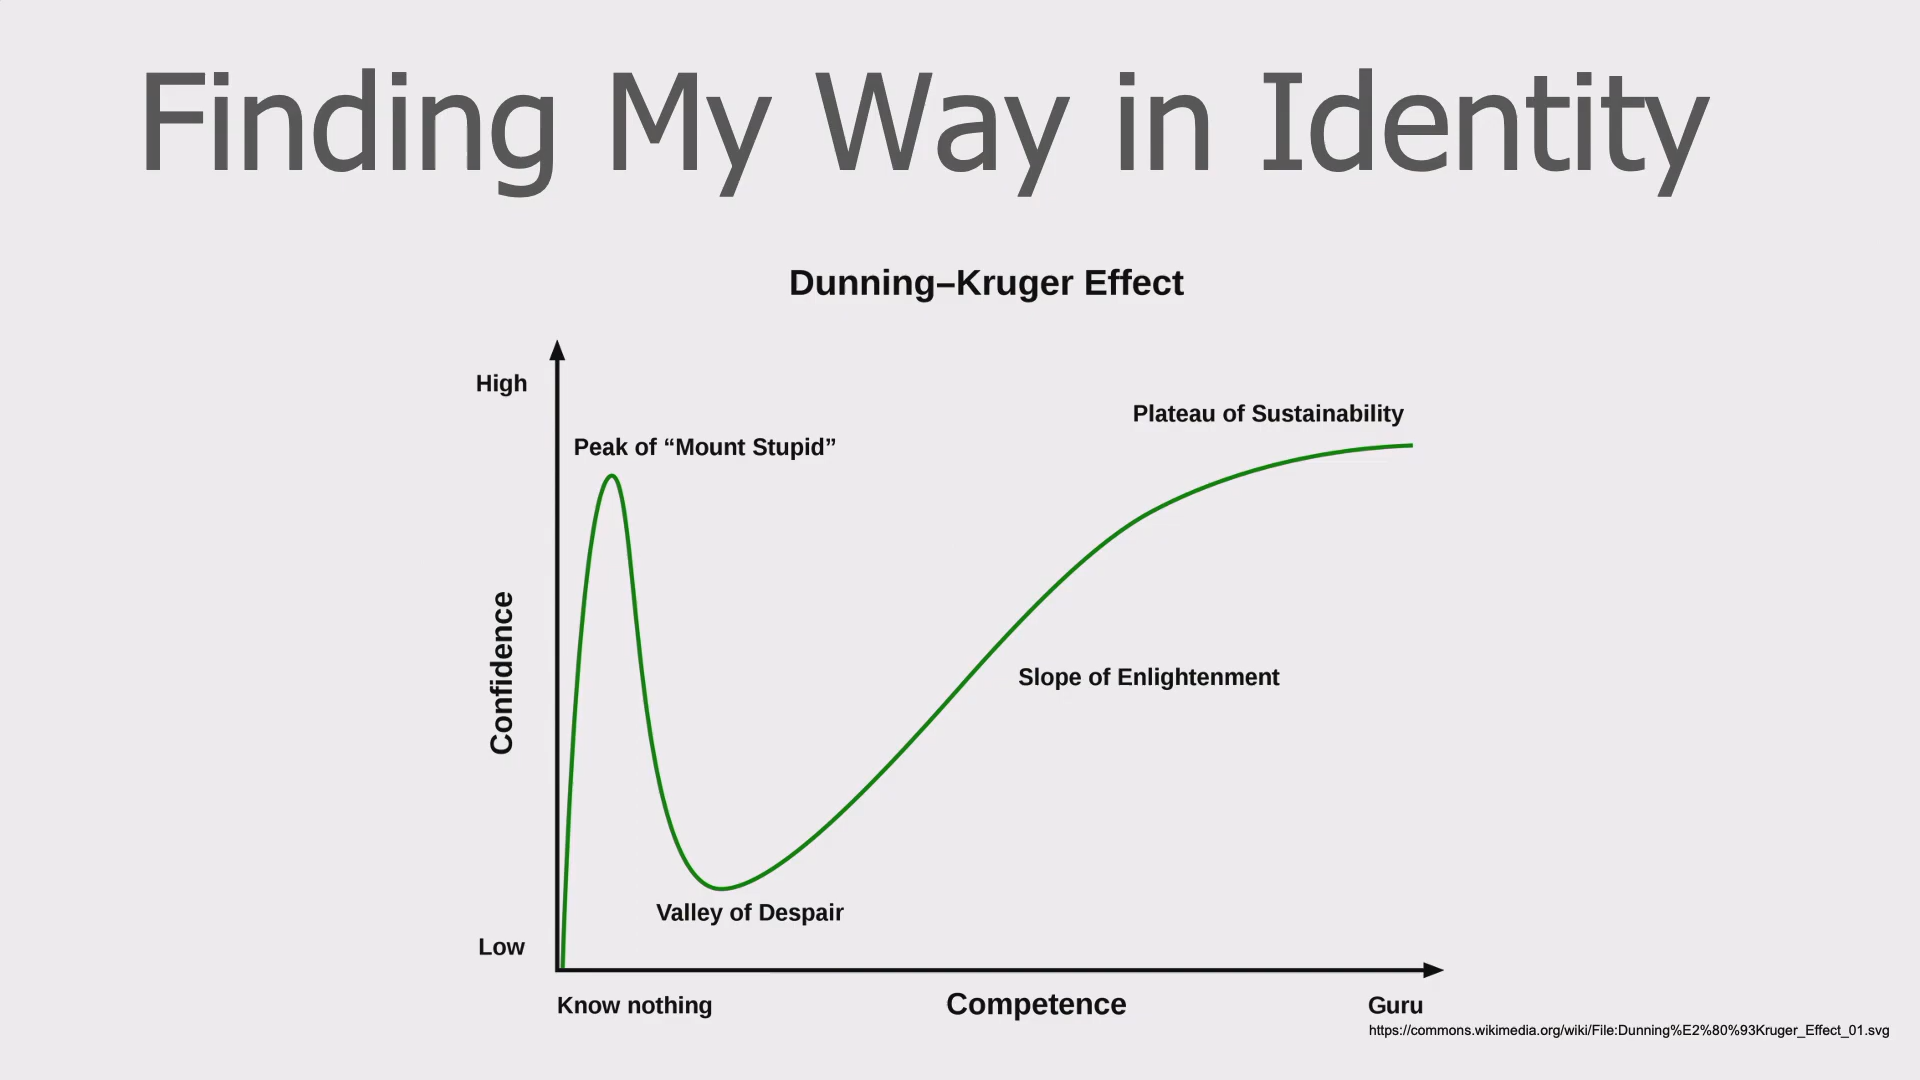 Finding My Way in Identity
Dunning–Kruger Effect
High
Plateau of Sustainability
Peak of “Mount Stupid”
Confidence
Slope of Enlightenment
Valley of Despair
Low
Know nothing
Competence
Guru
https://commons.wikimedia.org/wiki/File:Dunning%E2%80%93Kruger_Effect_01.svg